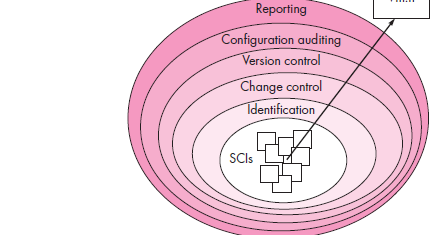 Reporting
Configuration auditing
Version control
Change control
Identification
SCIs